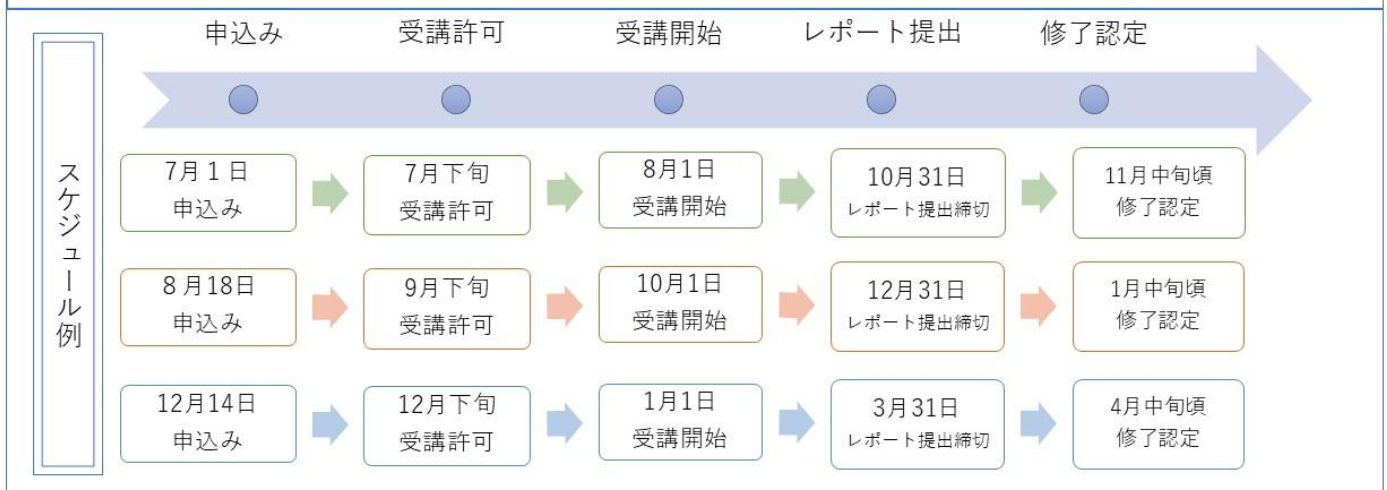 申込み
受講許可
受講開始
レポート提出
修了認定
スケジュール例
7月1日
申込み
7月下旬
受講許可
8月1日
受講開始
10月31日
レポート提出締切
11月中旬頃
修了認定
8月18日
申込み
9月下旬
受講許可
10月1日
受講開始
12月31日
レポート提出締切
1月中旬頃
修了認定
12月14日
申込み
12月下旬
受講許可
1月1日
受講開始
3月31日
レポート提出締切
4月中旬頃
修了認定